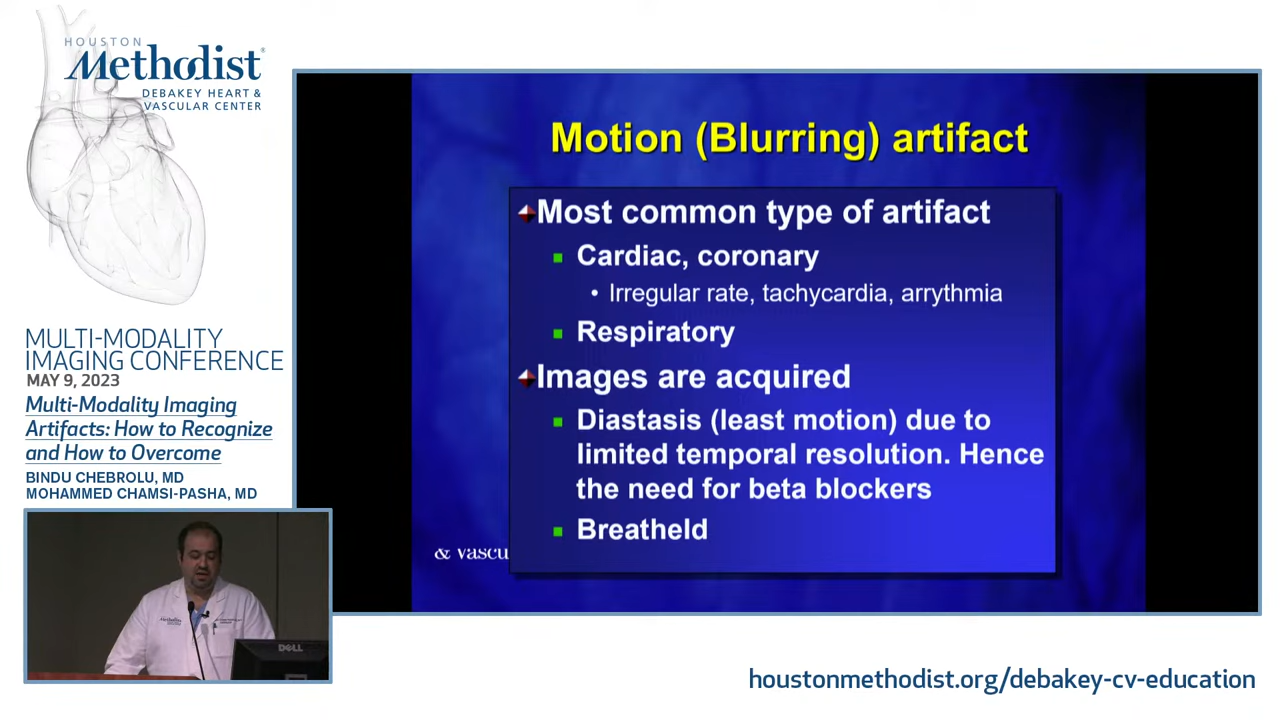 HOUSTON
Methodist
DEBAKEY HEART &
VASCULAR CENTER
MULTI-MODALITY
IMAGING CONFERENCE
MAY 9, 2023
Multi-Modality Imaging
Artifacts: How to Recognize
and How to Overcome
BINDU CHEBROLU, MD
MOHAMMED CHAMSI-PASHA, MD
Motion (Blurring) artifact
Most common type of artifact
Cardiac, coronary
• Irregular rate, tachycardia, arrythmia
Respiratory
Images are acquired
Diastasis (least motion) due to
limited temporal resolution. Hence
the need for beta blockers
Breatheld
& vascu
Methodist
DELL
houstonmethodist.org/debakey-cv-education